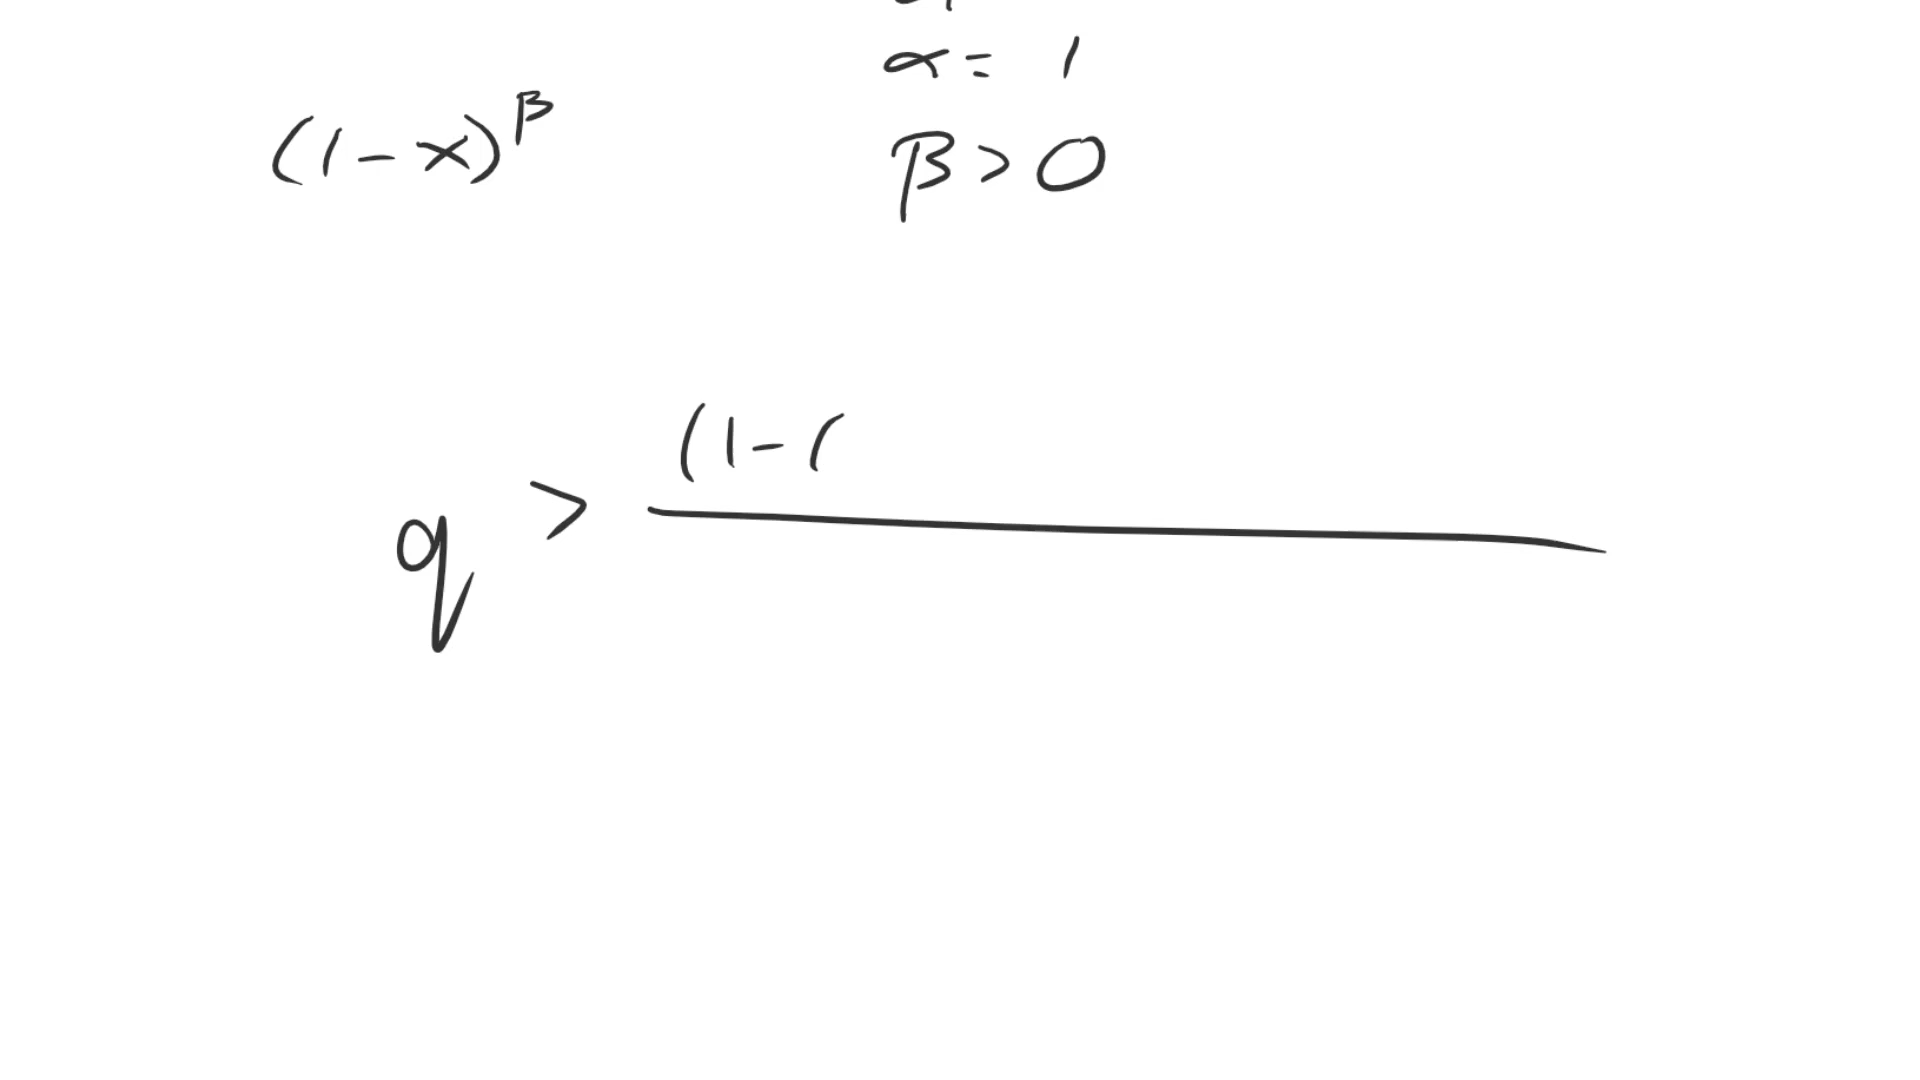 α = 1
(1-x)^β
β > 0
(1-(
q >